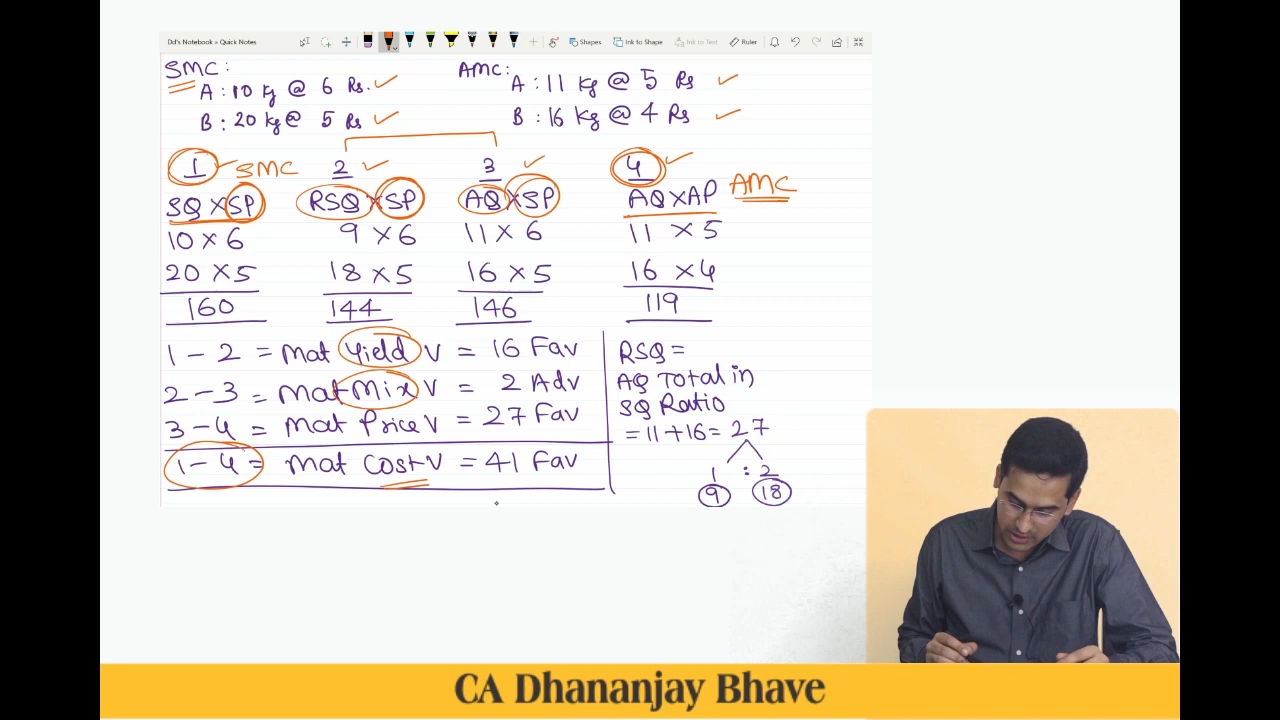 Dd's Notebook » Quick Notes
Shapes Ink to Shape Ink to Text Ruler
SMC:
A : 10 Kg @ 6 Rs.
B : 20 Kg @ 5 Rs
AMC:
A : 11 Kg @ 5 Rs
B : 16 Kg @ 4 Rs
1 SMC 2 3 4
SQ X SP RSQ X SP AQ X SP AQ X AP AMC
10 X 6 9 X 6 11 X 6 11 X 5
20 X 5 18 X 5 16 X 5 16 X 4
160 144 146 119
1 - 2 = Mat Yield V = 16 Fav
2 - 3 = Mat Mix V = 2 Adv
3 - 4 = Mat Price V = 27 Fav
1 - 4 = Mat Cost V = 41 Fav
RSQ =
AQ Total in
SQ Ratio
= 11 + 16 = 27
1 : 2
9 18
CA Dhananjay Bhave